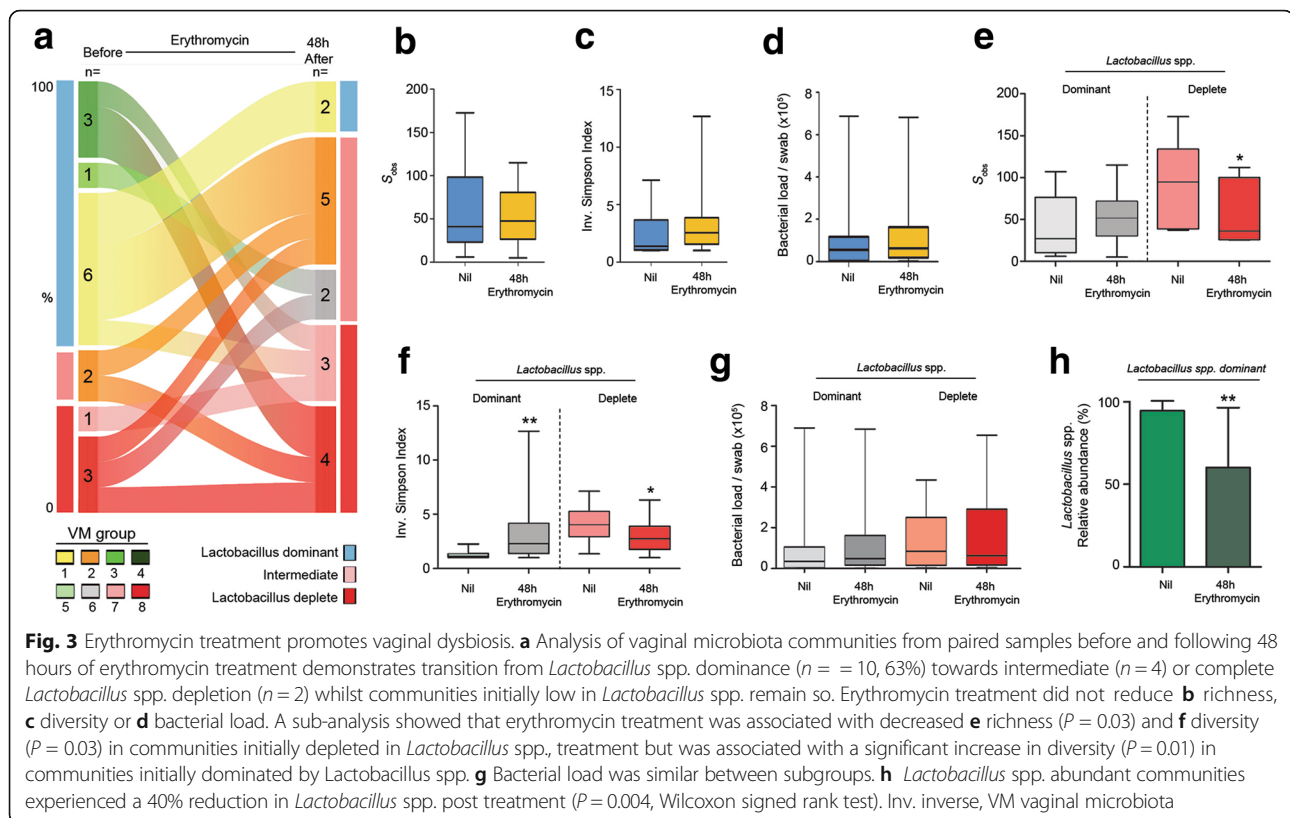 a
Before
Erythromycin
48h
After
n=
n=
100
%
0
3
1
6
2
1
3
2
5
2
3
4
VM group
1 2 3 4
5 6 7 8
Lactobacillus dominant
Intermediate
Lactobacillus deplete
b
Sobs
200
150
100
50
0
Nil
48h
Erythromycin
c
Inv. Simpson Index
15
10
5
0
Nil
48h
Erythromycin
d
Bacterial load / swab (x10⁵)
8
6
4
2
0
Nil
48h
Erythromycin
e
Lactobacillus spp.
Dominant Deplete
Sobs
200
150
100
50
0
*
Nil
48h
Erythromycin
Nil
48h
Erythromycin
f
Lactobacillus spp.
Dominant Deplete
Inv. Simpson Index
15
10
5
0
**
*
Nil
48h
Erythromycin
Nil
48h
Erythromycin
g
Lactobacillus spp.
Dominant Deplete
Bacterial load / swab (x10⁵)
8
6
4
2
0
Nil
48h
Erythromycin
Nil
48h
Erythromycin
h
Lactobacillus spp. dominant
Lactobacillus spp.
Relative abundance (%)
100
80
60
40
20
0
**
Nil
48h
Erythromycin
Fig. 3 Erythromycin treatment promotes vaginal dysbiosis. a Analysis of vaginal microbiota communities from paired samples before and following 48
hours of erythromycin treatment demonstrates transition from Lactobacillus spp. dominance (n = = 10, 63%) towards intermediate (n = 4) or complete
Lactobacillus spp. depletion (n = 2) whilst communities initially low in Lactobacillus spp. remain so. Erythromycin treatment did not reduce b richness,
c diversity or d bacterial load. A sub-analysis showed that erythromycin treatment was associated with decreased e richness (P = 0.03) and f diversity
(P = 0.03) in communities initially depleted in Lactobacillus spp., treatment but was associated with a significant increase in diversity (P = 0.01) in
communities initially dominated by Lactobacillus spp. g Bacterial load was similar between subgroups. h Lactobacillus spp. abundant communities
experienced a 40% reduction in Lactobacillus spp. post treatment (P = 0.004, Wilcoxon signed rank test). Inv. inverse, VM vaginal microbiota